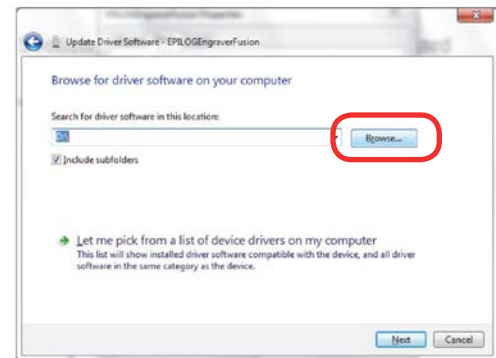 Update Driver Software - EPILOGEngraverFusion
Browse for driver software on your computer
Search for driver software in this location:
Browse...
Include subfolders
Let me pick from a list of device drivers on my computer
This list will show installed driver software compatible with the device, and all driver
software in the same category as the device.
Next Cancel